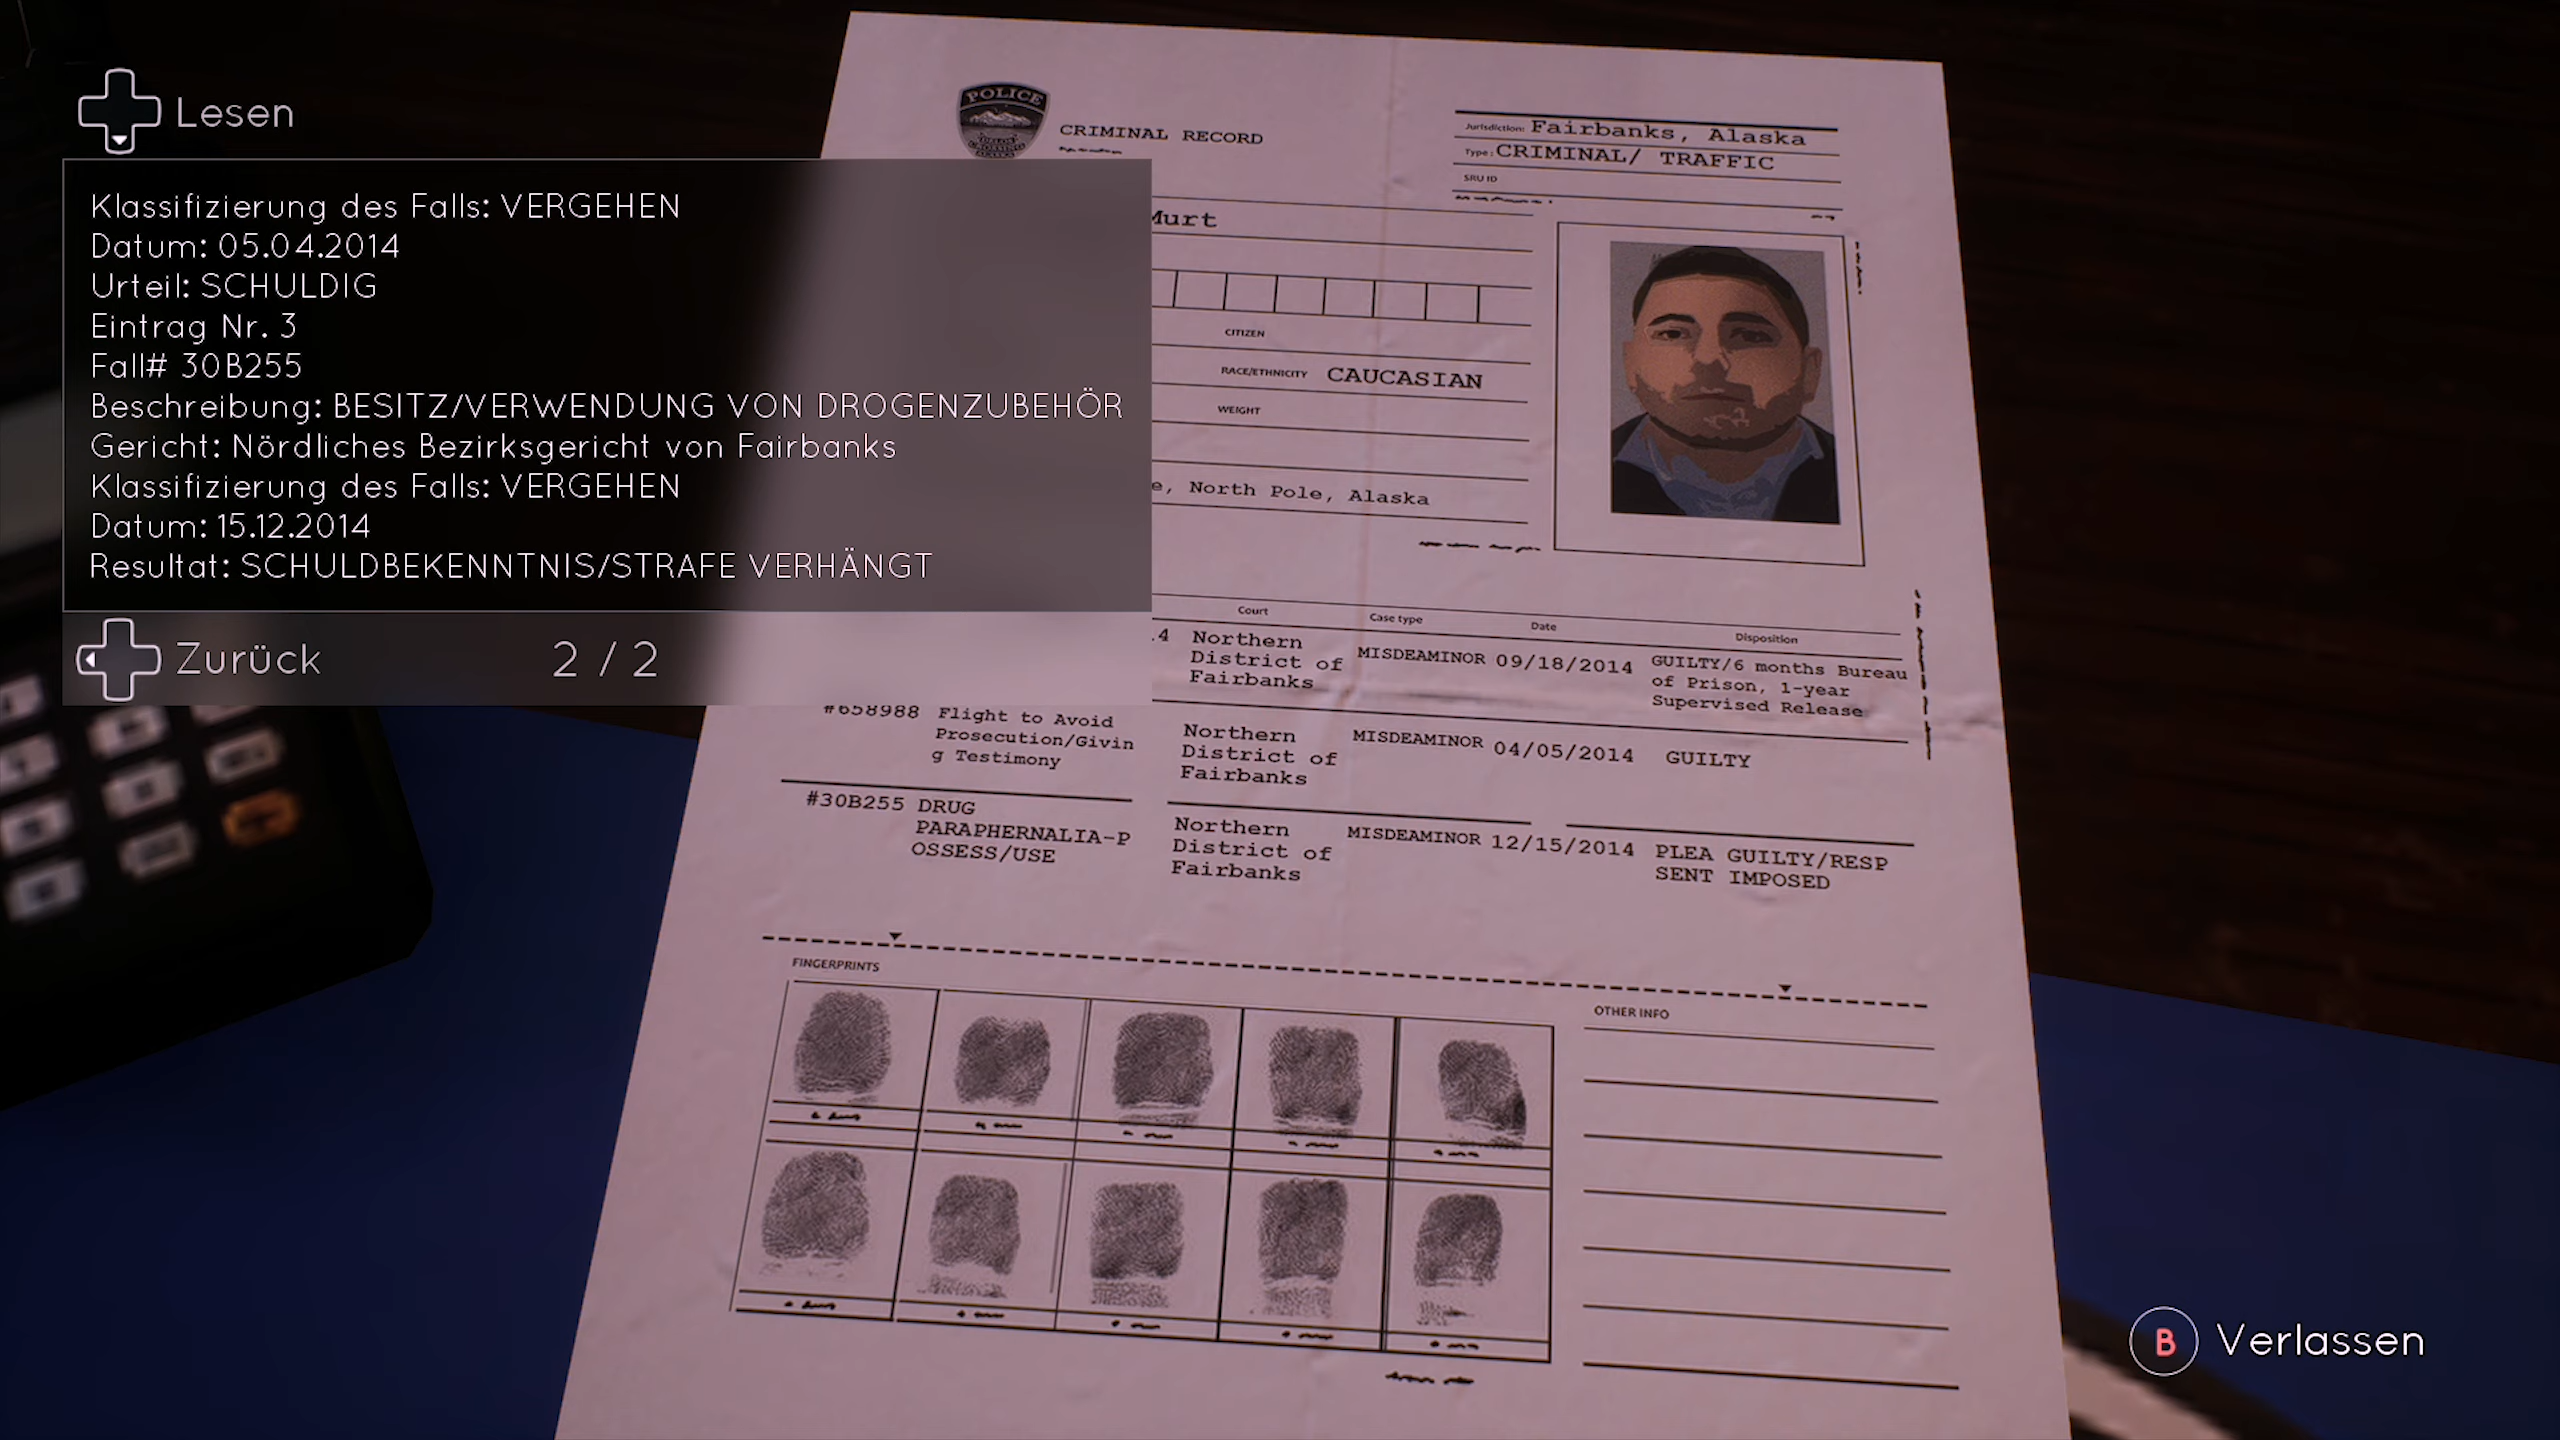 Lesen
Klassifizierung des Falls: VERGEHEN
Datum: 05.04.2014
Urteil: SCHULDIG
Eintrag Nr. 3
Fall# 30B255
Beschreibung: BESITZ/VERWENDUNG VON DROGENZUBEHÖR
Gericht: Nördliches Bezirksgericht von Fairbanks
Klassifizierung des Falls: VERGEHEN
Datum: 15.12.2014
Resultat: SCHULDBEKENNTNIS/STRAFE VERHÄNGT
Zurück
2 / 2
POLICE
CRIMINAL RECORD
Jurisdiction: Fairbanks, Alaska
Type: CRIMINAL/ TRAFFIC
SRU ID
Murt
CITIZEN
RACE/ETHNICITY CAUCASIAN
WEIGHT
e, North Pole, Alaska
Court
Case type
Date
Disposition
14
Northern
District of
Fairbanks
MISDEAMINOR
09/18/2014
GUILTY/6 months Bureau
of Prison, 1-year
Supervised Release
#658988
Flight to Avoid
Prosecution/Givin
g Testimony
Northern
District of
Fairbanks
MISDEAMINOR
04/05/2014
GUILTY
#30B255
DRUG
PARAPHERNALIA-P
OSSESS/USE
Northern
District of
Fairbanks
MISDEAMINOR
12/15/2014
PLEA GUILTY/RESP
SENT IMPOSED
FINGERPRINTS
OTHER INFO
B Verlassen